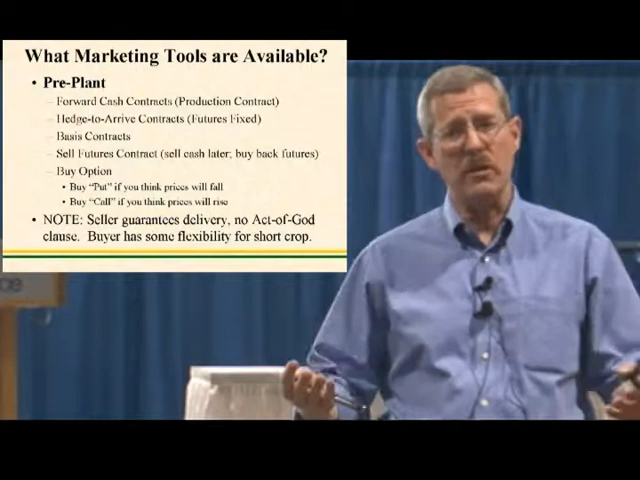 What Marketing Tools are Available?
• Pre-Plant
– Forward Cash Contracts (Production Contract)
– Hedge-to-Arrive Contracts (Futures Fixed)
– Basis Contracts
– Sell Futures Contract (sell cash later; buy back futures)
– Buy Option
• Buy "Put" if you think prices will fall
• Buy "Call" if you think prices will rise
• NOTE: Seller guarantees delivery, no Act-of-God
clause. Buyer has some flexibility for short crop.